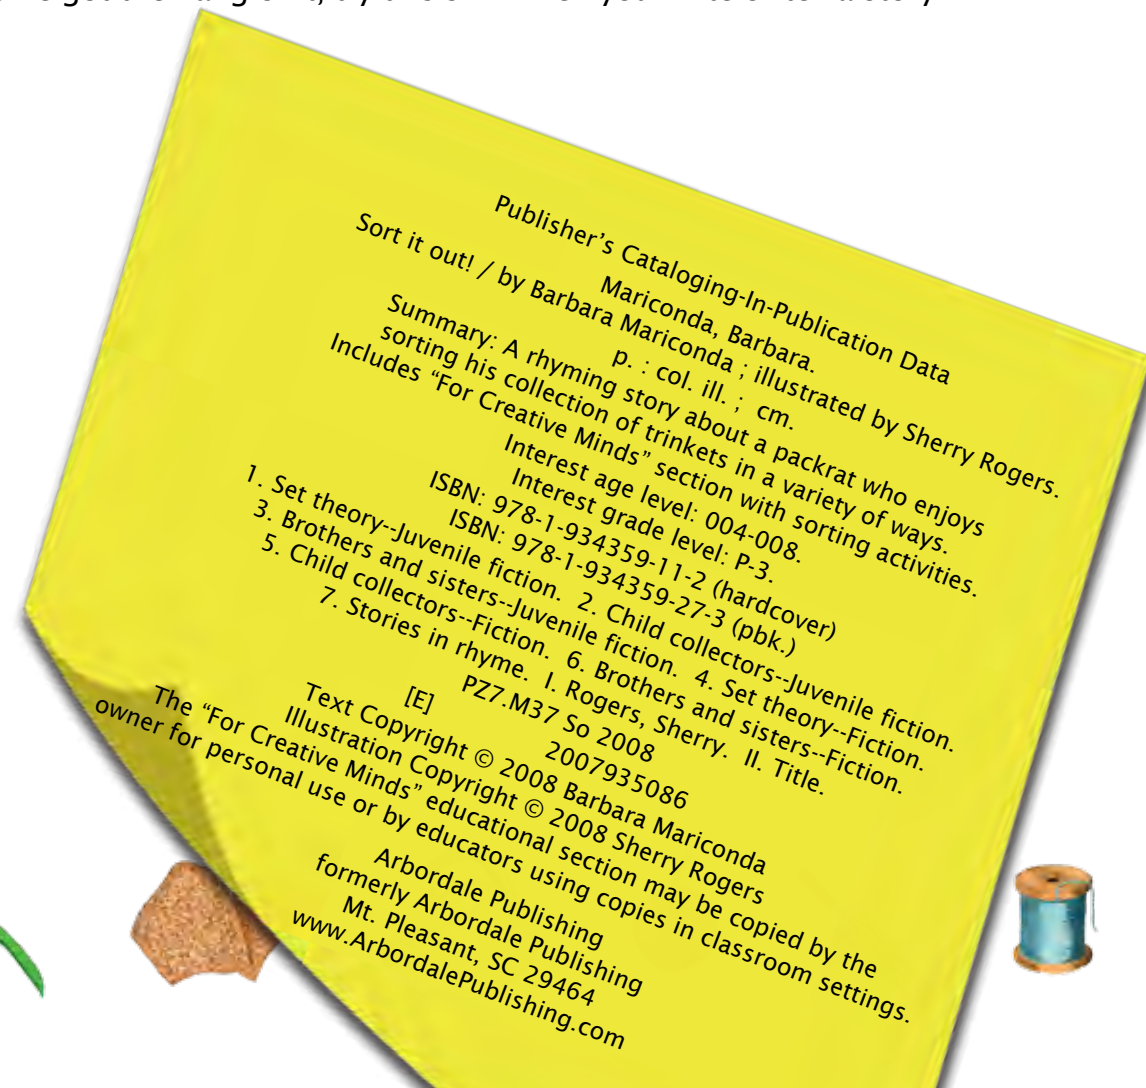 Publisher's Cataloging-In-Publication Data
Mariconda, Barbara.
Sort it out! / by Barbara Mariconda ; illustrated by Sherry Rogers.
p. : col. ill. ; cm.
Summary: A rhyming story about a packrat who enjoys
sorting his collection of trinkets in a variety of ways.
Includes “For Creative Minds” section with sorting activities.
Interest age level: 004-008.
Interest grade level: P-3.
ISBN: 978-1-934359-11-2 (hardcover)
ISBN: 978-1-934359-27-3 (pbk.)
1. Set theory--Juvenile fiction. 2. Child collectors--Juvenile fiction.
3. Brothers and sisters--Juvenile fiction. 4. Set theory--Fiction.
5. Child collectors--Fiction. 6. Brothers and sisters--Fiction.
7. Stories in rhyme. I. Rogers, Sherry. II. Title.
PZ7.M37 So 2008
[E] 2007935086
Text Copyright © 2008 Barbara Mariconda
Illustration Copyright © 2008 Sherry Rogers
The “For Creative Minds” educational section may be copied by the
owner for personal use or by educators using copies in classroom settings.
Arbordale Publishing
formerly Arbordale Publishing
Mt. Pleasant, SC 29464
www.ArbordalePublishing.com